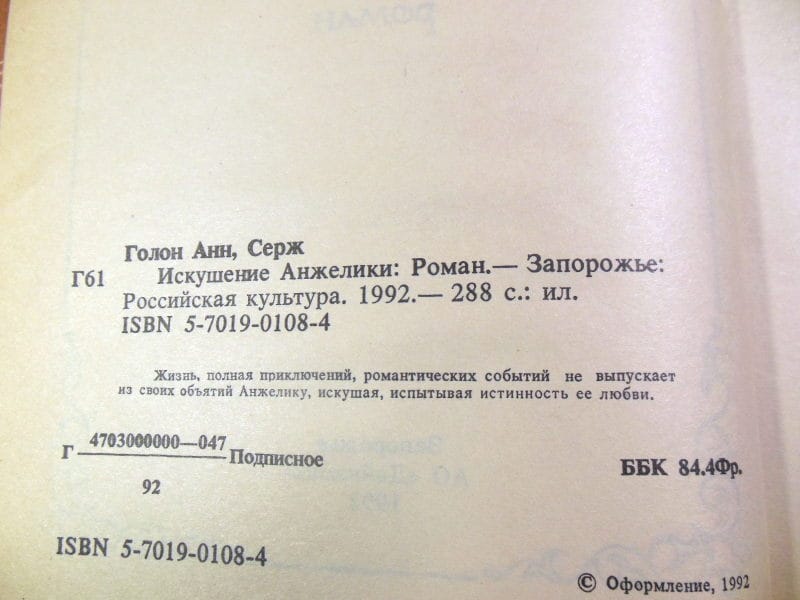 Голон Анн, Серж
Г61 Искушение Анжелики: Роман.— Запорожье:
Российская культура. 1992.— 288 с.: ил.
ISBN 5-7019-0108-4
Жизнь, полная приключений, романтических событий не выпускает
из своих объятий Анжелику, искушая, испытывая истинность ее любви.
Г 4703000000—047 Подписное
92
ББК 84.4Фр.
ISBN 5-7019-0108-4
© Оформление, 1992